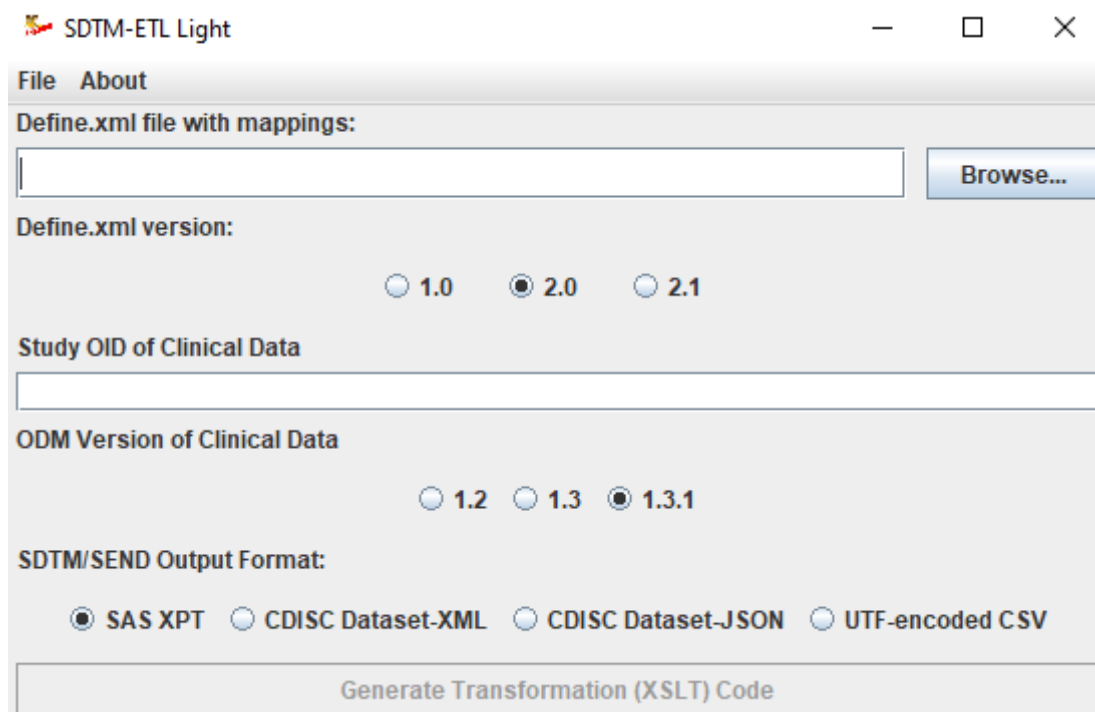 SDTM-ETL Light
File About
Define.xml file with mappings:
Browse...
Define.xml version:
1.0 2.0 2.1
Study OID of Clinical Data
ODM Version of Clinical Data
1.2 1.3 1.3.1
SDTM/SEND Output Format:
SAS XPT CDISC Dataset-XML CDISC Dataset-JSON UTF-encoded CSV
Generate Transformation (XSLT) Code